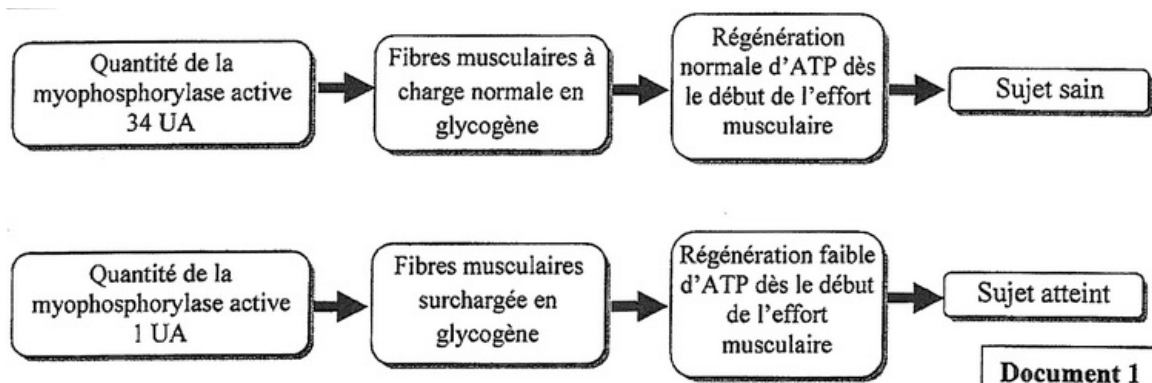 Quantité de la
myophosphorylase active
34 UA
Fibres musculaires à
charge normale en
glycogène
Régénération
normale d'ATP dès
le début de l'effort
musculaire
Sujet sain
Quantité de la
myophosphorylase active
1 UA
Fibres musculaires
surchargée en
glycogène
Régénération faible
d'ATP dès le début
de l'effort
musculaire
Sujet atteint
Document 1